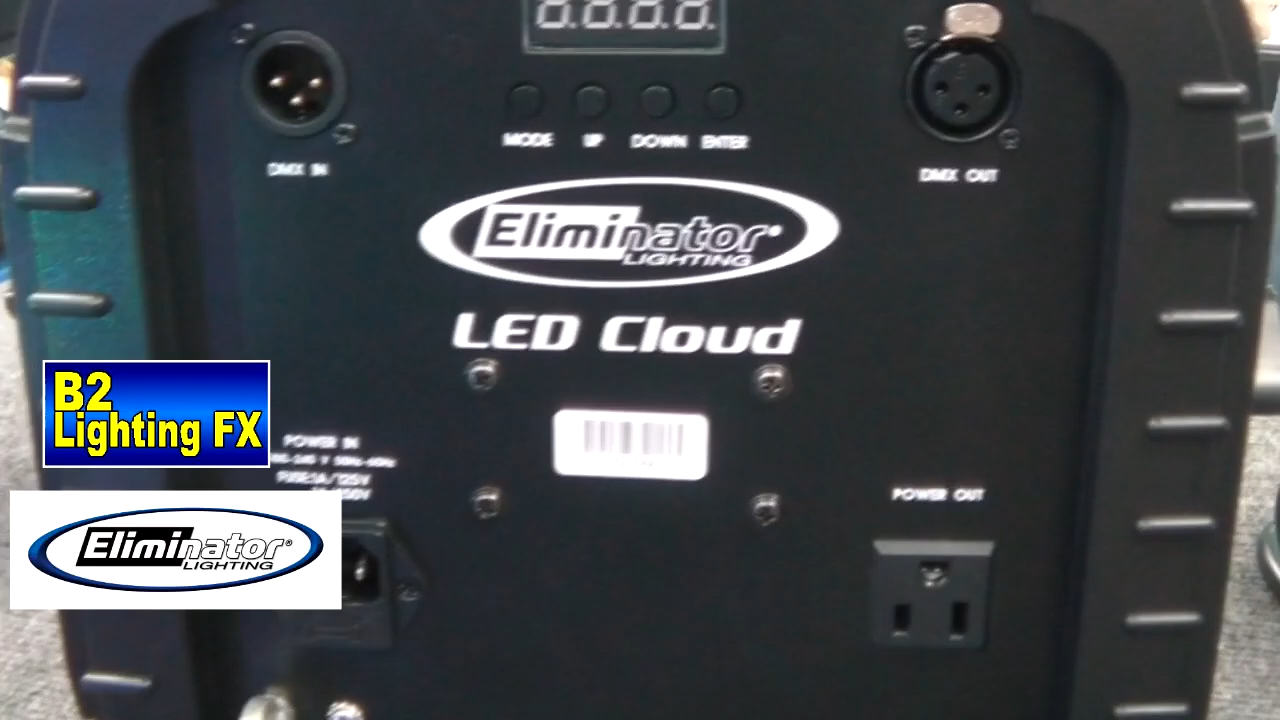 MODE UP DOWN ENTER
DMX IN
DMX OUT
Eliminator®
LIGHTING
LED Cloud
B2
Lighting FX
POWER IN
POWER OUT
Eliminator®
LIGHTING